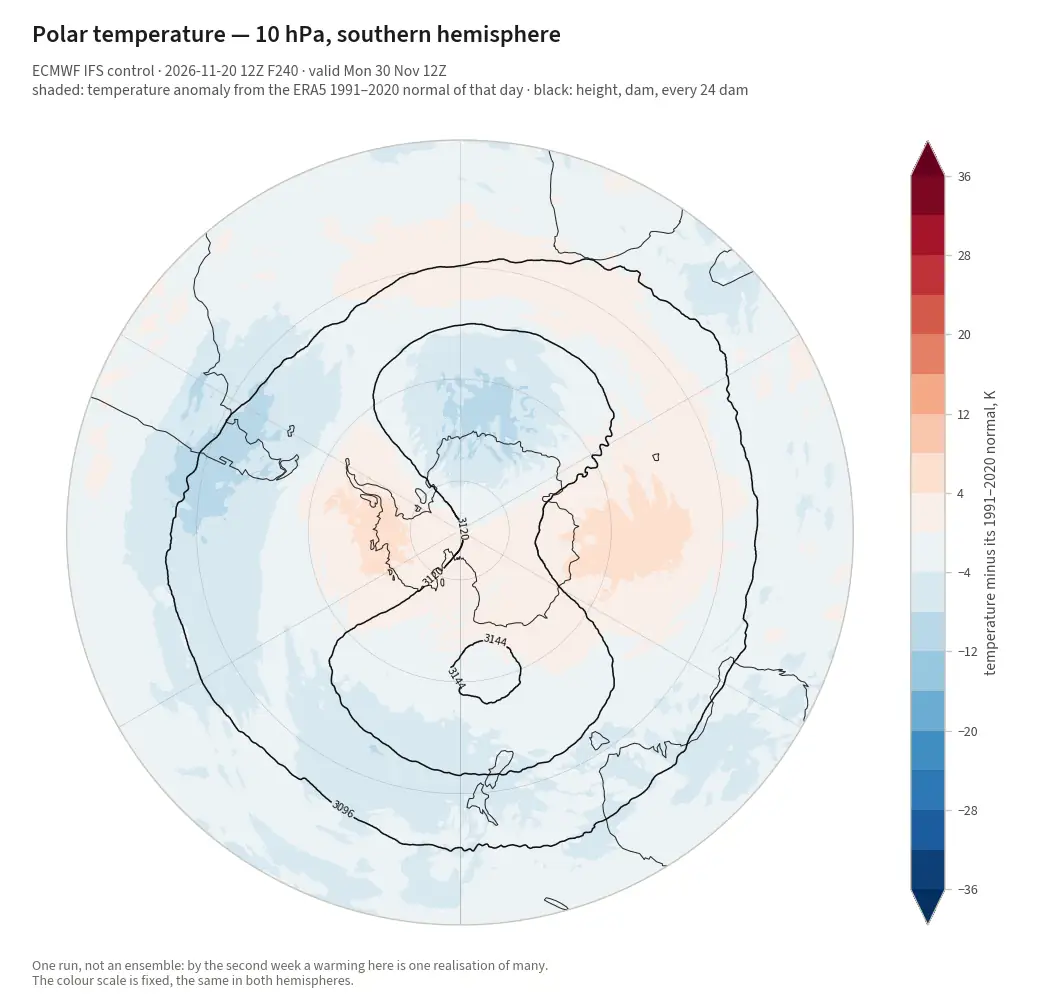 Polar temperature — 10 hPa, southern hemisphere
ECMWF IFS control · 2026-11-20 12Z F240 · valid Mon 30 Nov 12Z
shaded: temperature anomaly from the ERA5 1991–2020 normal of that day · black: height, dam, every 24 dam
36
28
20
12
4
−4
−12
−20
−28
−36
temperature minus its 1991–2020 normal, K
3120
3120
3144
3144
3096
One run, not an ensemble: by the second week a warming here is one realisation of many.
The colour scale is fixed, the same in both hemispheres.